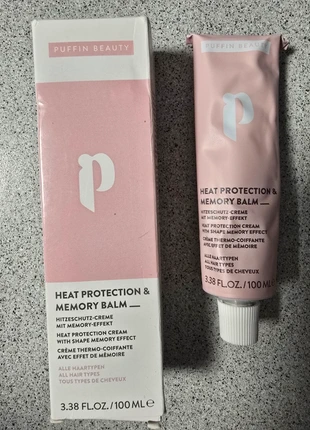 PUFFIN BEAUTY
p
HEAT PROTECTION &
MEMORY BALM
HITZESCHUTZ-CREME
MIT MEMORY-EFFEKT
HEAT PROTECTION CREAM
WITH SHAPE MEMORY EFFECT
CRÈME THERMO-COIFFANTE
AVEC EFFET DE MÉMOIRE
ALLE HAARTYPEN
ALL HAIR TYPES
TOUS TYPES DE CHEVEUX
3.38 FL.OZ./100 ML ℮
PUFFIN BEAUTY
p
HEAT PROTECTION &
MEMORY BALM
HITZESCHUTZ-CREME
MIT MEMORY-EFFEKT
HEAT PROTECTION CREAM
WITH SHAPE MEMORY EFFECT
CRÈME THERMO-COIFFANTE
AVEC EFFET DE MÉMOIRE
ALLE HAARTYPEN
ALL HAIR TYPES
TOUS TYPES DE CHEVEUX
3.38 FL.OZ./100 ML ℮